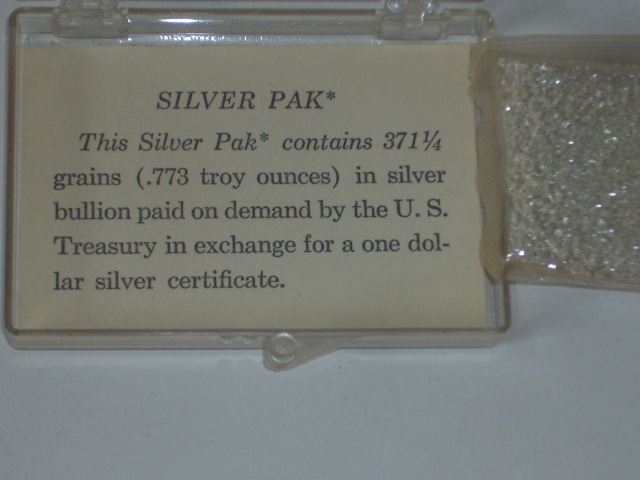 SILVER PAK*
This Silver Pak* contains 371¼
grains (.773 troy ounces) in silver
bullion paid on demand by the U. S.
Treasury in exchange for a one dol-
lar silver certificate.